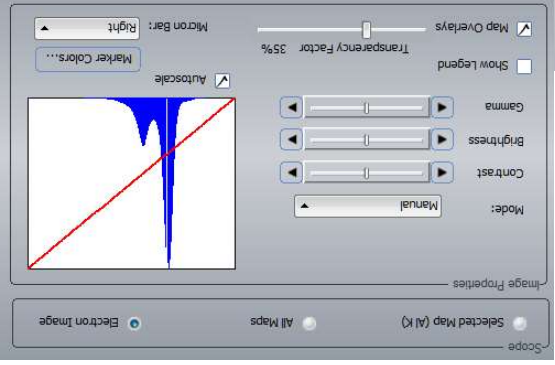 Scope
Selected Map (Al K) All Maps Electron Image
Image Properties
Mode: Manual
Contrast
Brightness
Gamma
Autoscale
Show Legend
Marker Colors...
Transparency Factor 35%
Map Overlays
Micron Bar: Right